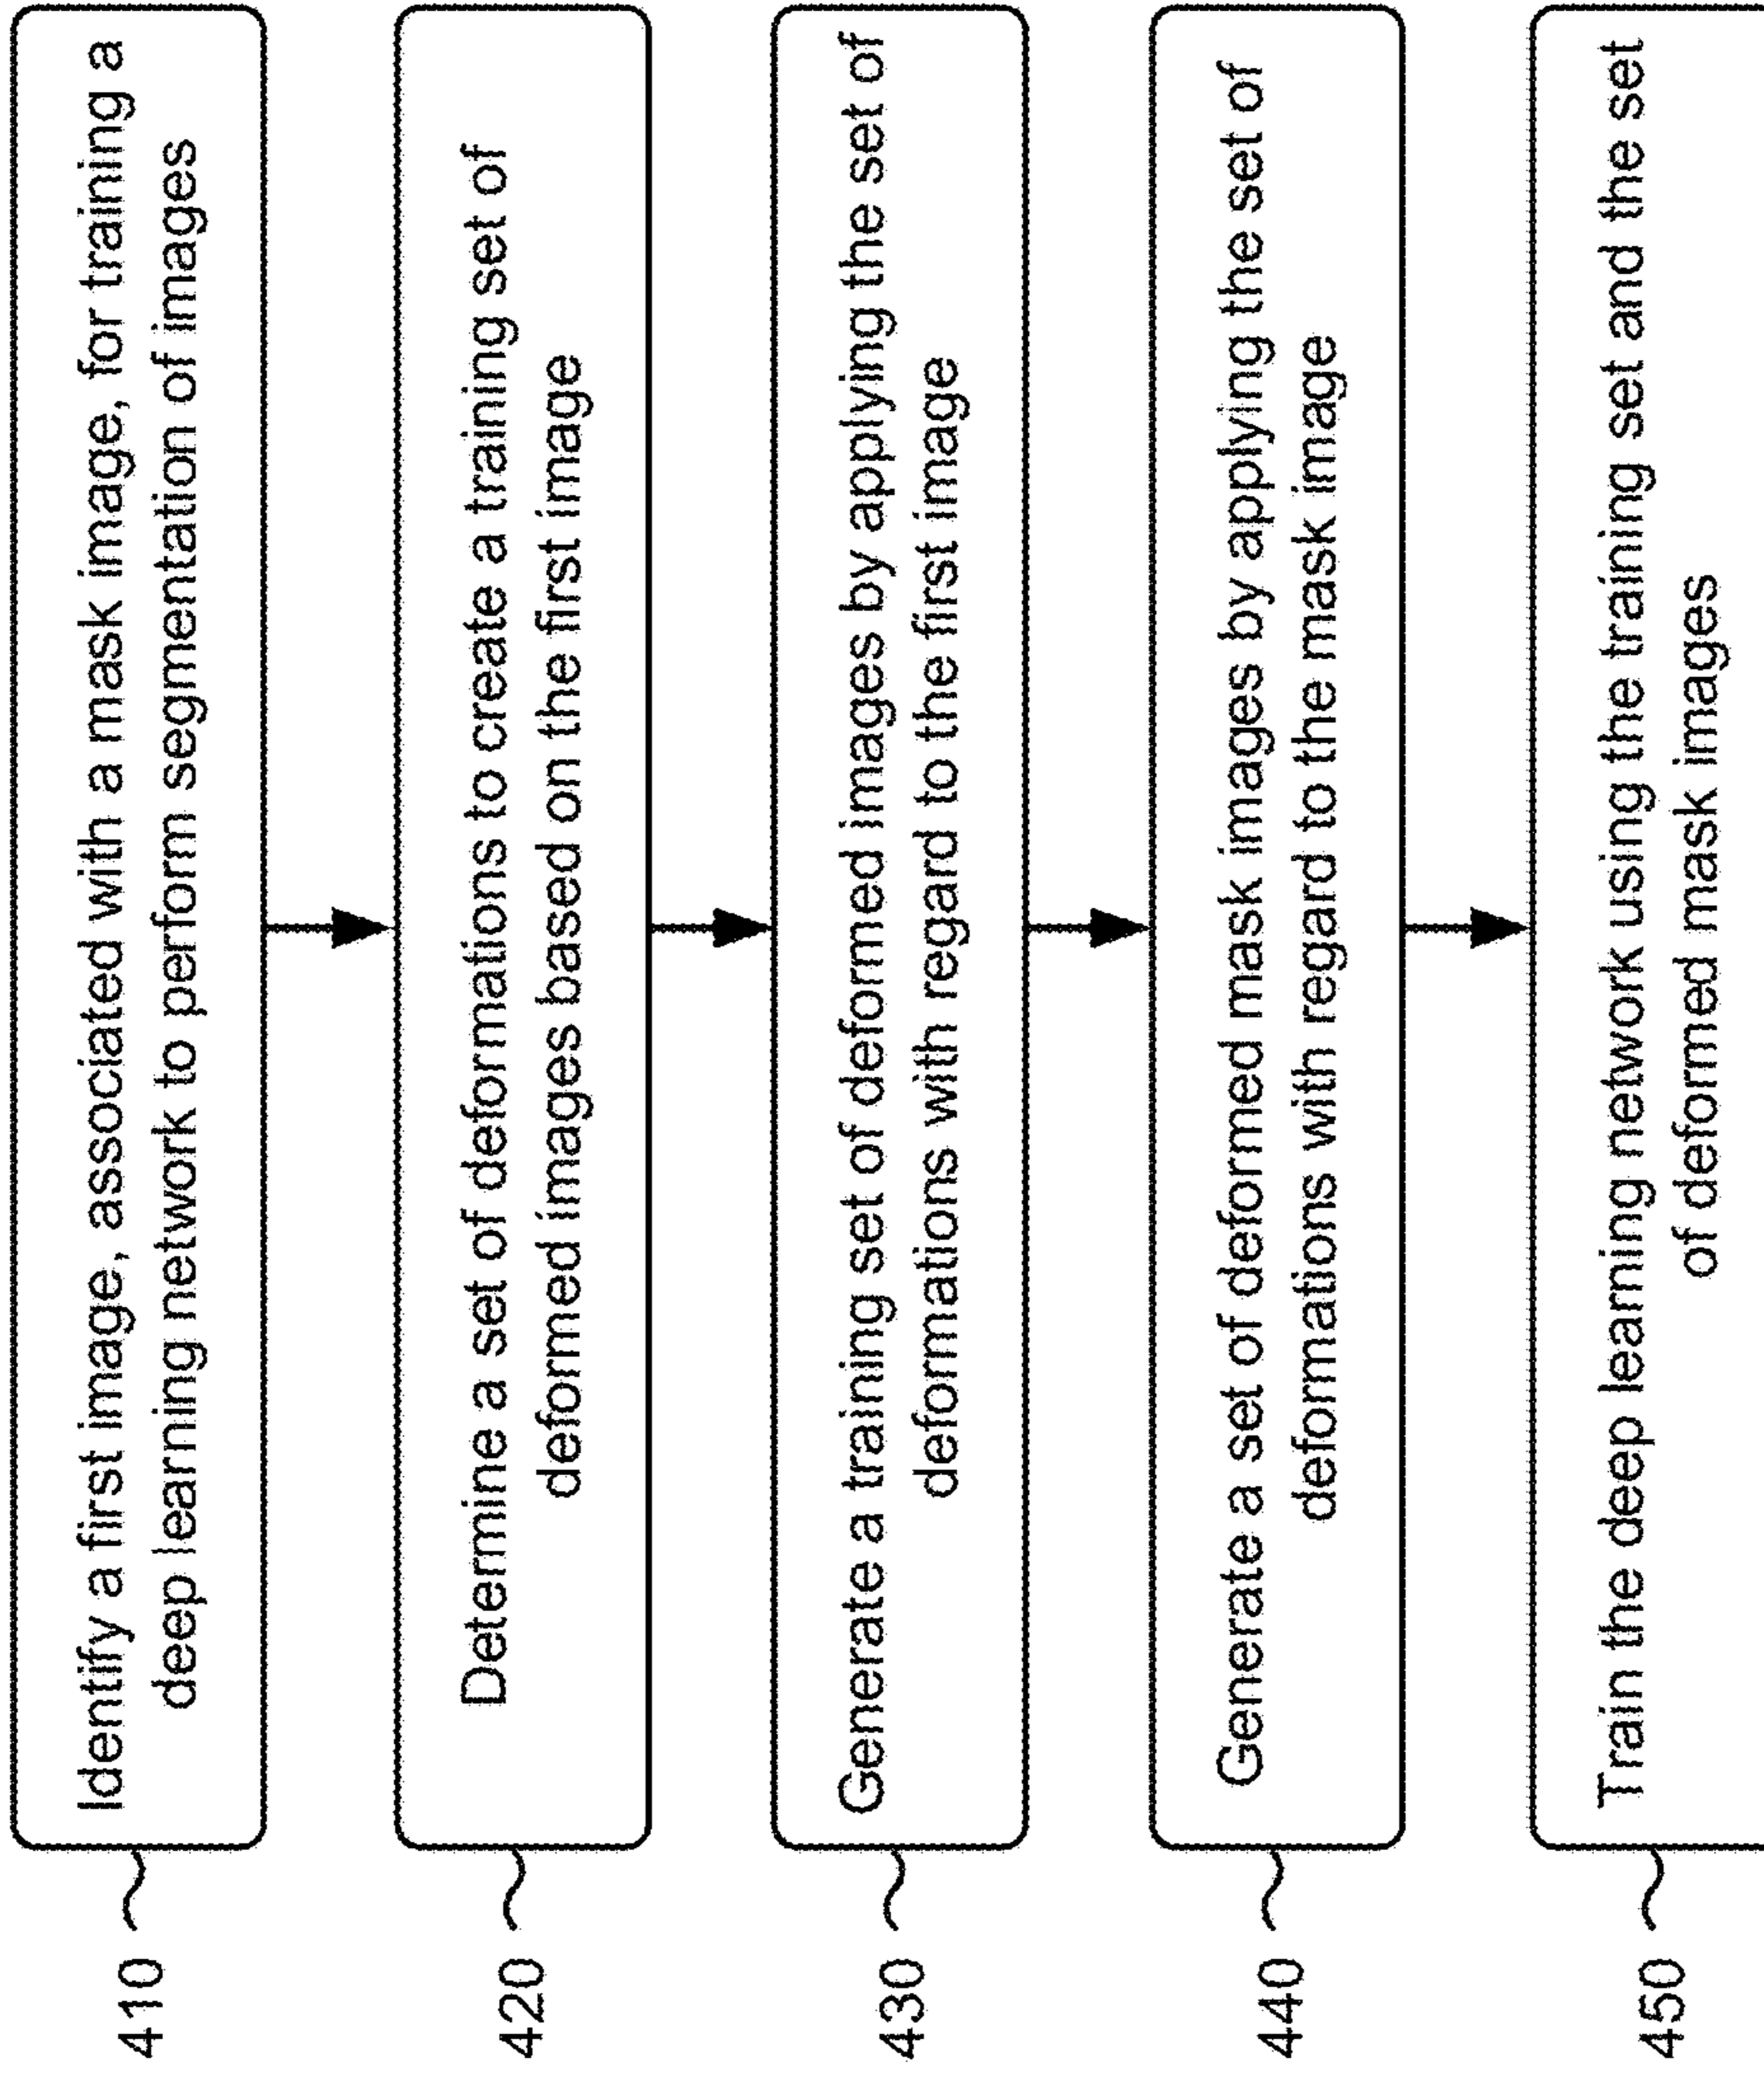 410
Identify a first image, associated with a mask image, for training a
deep learning network to perform segmentation of images
420
Determine a set of deformations to create a training set of
deformed images based on the first image
430
Generate a training set of deformed images by applying the set of
deformations with regard to the first image
440
Generate a set of deformed mask images by applying the set of
deformations with regard to the mask image
450
Train the deep learning network using the training set and the set
of deformed mask images